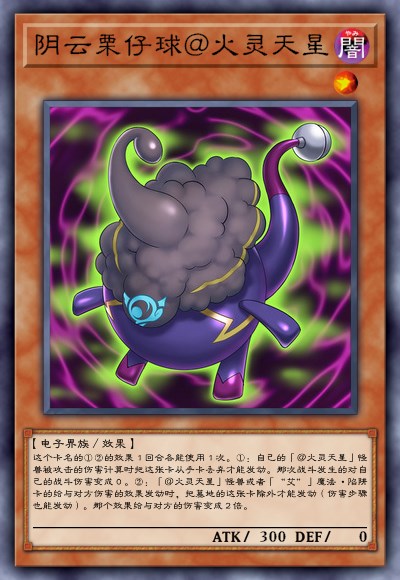 阴云栗仔球@火灵天星
やみ
闇
【电子界族/效果】
这个卡名的①②的效果1回合各能使用1次。①：自己的「@火灵天星」怪
兽被攻击的伤害计算时把这张卡从手卡丢弃才能发动。那次战斗发生的对自
己的战斗伤害变成0。②：「@火灵天星」怪兽或者「“艾”」魔法·陷阱
卡的给与对方伤害的效果发动时，把墓地的这张卡除外才能发动（伤害步骤
也能发动）。那个效果给与对方的伤害变成2倍。
ATK/ 300 DEF/ 0